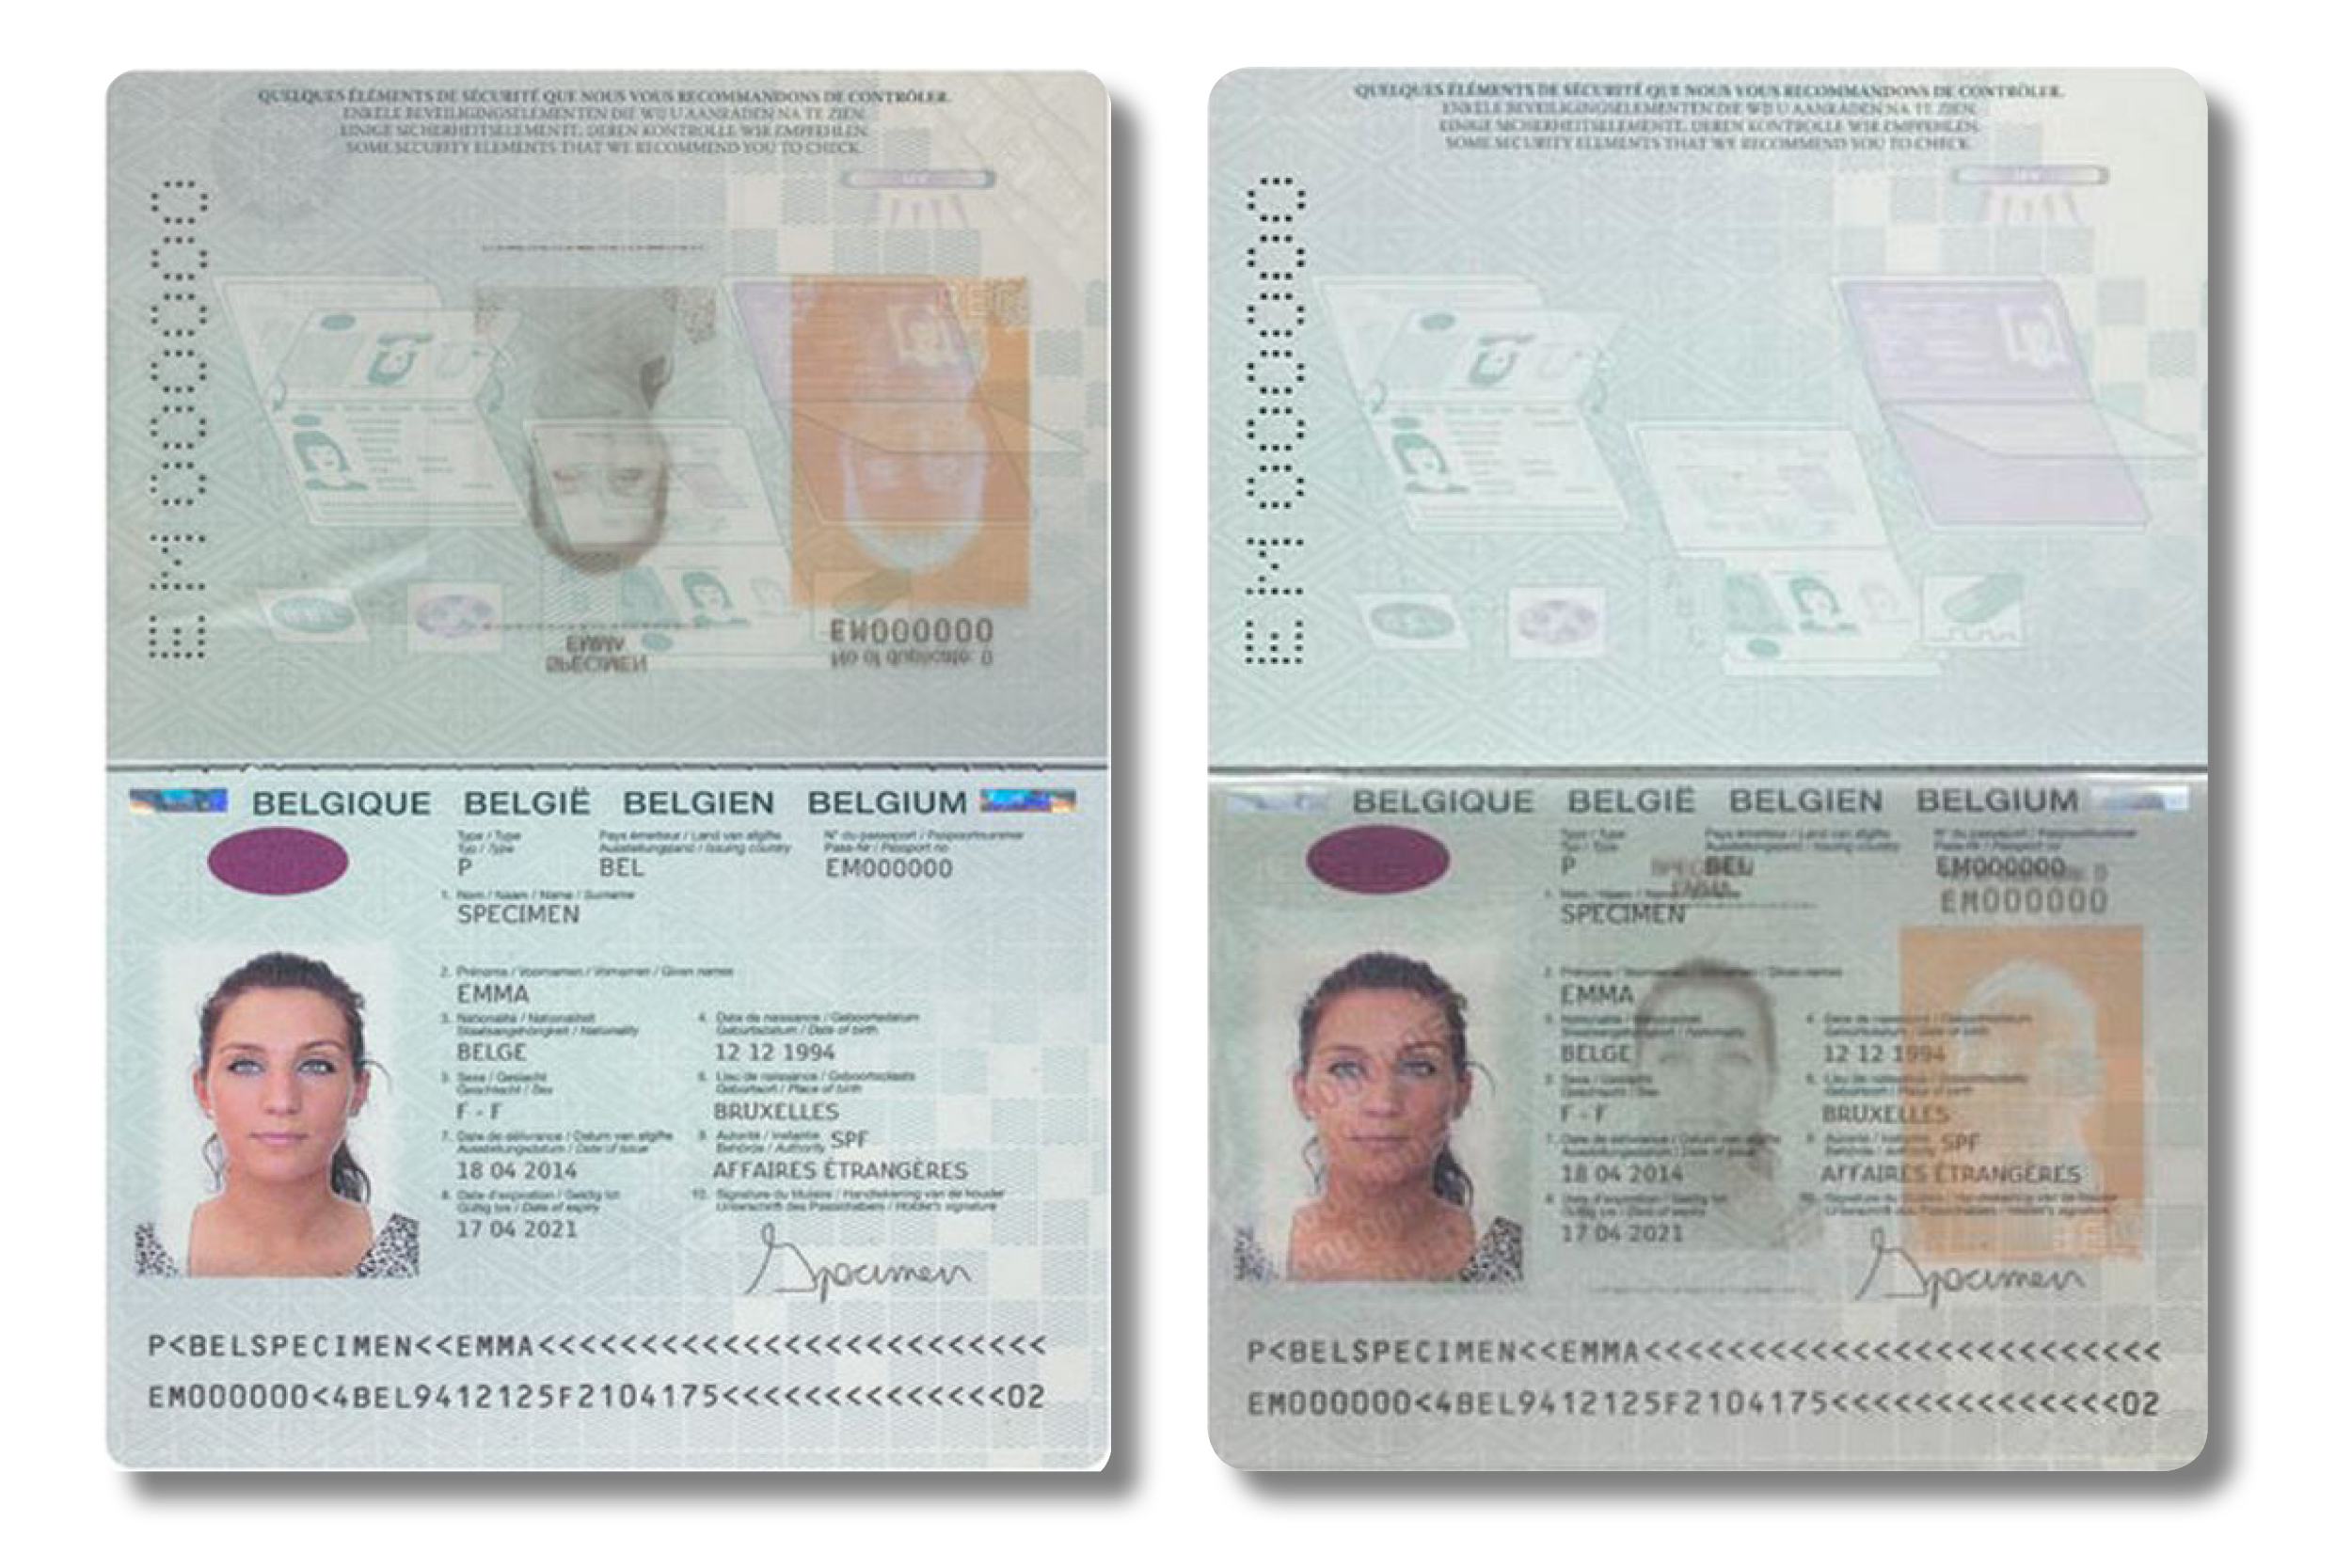 QUELQUES ÉLÉMENTS DE SÉCURITÉ QUE NOUS VOUS RECOMMANDONS DE CONTRÔLER.
ENKELE BEVEILIGINGSELEMENTEN DIE WIJ U AANRADEN NA TE ZIEN.
EINIGE SICHERHEITSELEMENTE, DEREN KONTROLLE WIR EMPFEHLEN.
SOME SECURITY ELEMENTS THAT WE RECOMMEND YOU TO CHECK.
UV
EM000000
BEL
EMMA
SPECIMEN
EM000000
No of duplicate: 0
BELGIQUE BELGIË BELGIEN BELGIUM
Type / Type Pays émetteur / Land van afgifte N° du passeport / Paspoortnummer
Typ / Type Ausstellungsland / Issuing country Pass-Nr / Passport no
P BEL EM000000
1. Nom / Naam / Name / Surname
SPECIMEN
2. Prénoms / Voornamen / Vornamen / Given names
EMMA
3. Nationalité / Nationaliteit 4. Date de naissance / Geboortedatum
Staatsangehörigkeit / Nationality Geburtsdatum / Date of birth
BELGE 12 12 1994
5. Sexe / Geslacht 6. Lieu de naissance / Geboorteplaats
Geschlecht / Sex Geburtsort / Place of birth
F - F BRUXELLES
7. Date de délivrance / Datum van afgifte 9. Autorité / Instantie SPF
Ausstellungsdatum / Date of issue Behörde / Authority
18 04 2014 AFFAIRES ÉTRANGÈRES
8. Date d'expiration / Geldig tot 10. Signature du titulaire / Handtekening van de houder
Gültig bis / Date of expiry Unterschrift des Passinhabers / Holder's signature
17 04 2021
Specimen
P<BELSPECIMEN<<EMMA<<<<<<<<<<<<<<<<<<<<<<<<<
EM000000<4BEL9412125F2104175<<<<<<<<<<<<<<02
QUELQUES ÉLÉMENTS DE SÉCURITÉ QUE NOUS VOUS RECOMMANDONS DE CONTRÔLER.
ENKELE BEVEILIGINGSELEMENTEN DIE WIJ U AANRADEN NA TE ZIEN.
EINIGE SICHERHEITSELEMENTE, DEREN KONTROLLE WIR EMPFEHLEN.
SOME SECURITY ELEMENTS THAT WE RECOMMEND YOU TO CHECK.
EM000000
BELGIQUE BELGIË BELGIEN BELGIUM
Type / Type Pays émetteur / Land van afgifte N° du passeport / Paspoortnummer
Typ / Type Ausstellungsland / Issuing country Pass-Nr / Passport no
P BEL EM000000
EM000000
SPECIMEN
EMMA
1. Nom / Naam / Name / Surname
SPECIMEN
2. Prénoms / Voornamen / Vornamen / Given names
EMMA
3. Nationalité / Nationaliteit 4. Date de naissance / Geboortedatum
Staatsangehörigkeit / Nationality Geburtsdatum / Date of birth
BELGE 12 12 1994
5. Sexe / Geslacht 6. Lieu de naissance / Geboorteplaats
Geschlecht / Sex Geburtsort / Place of birth
F - F BRUXELLES
7. Date de délivrance / Datum van afgifte 9. Autorité / Instantie SPF
Ausstellungsdatum / Date of issue Behörde / Authority
18 04 2014 AFFAIRES ÉTRANGÈRES
8. Date d'expiration / Geldig tot 10. Signature du titulaire / Handtekening van de houder
Gültig bis / Date of expiry Unterschrift des Passinhabers / Holder's signature
17 04 2021
BEL
Specimen
P<BELSPECIMEN<<EMMA<<<<<<<<<<<<<<<<<<<<<<<<<
EM000000<4BEL9412125F2104175<<<<<<<<<<<<<<02